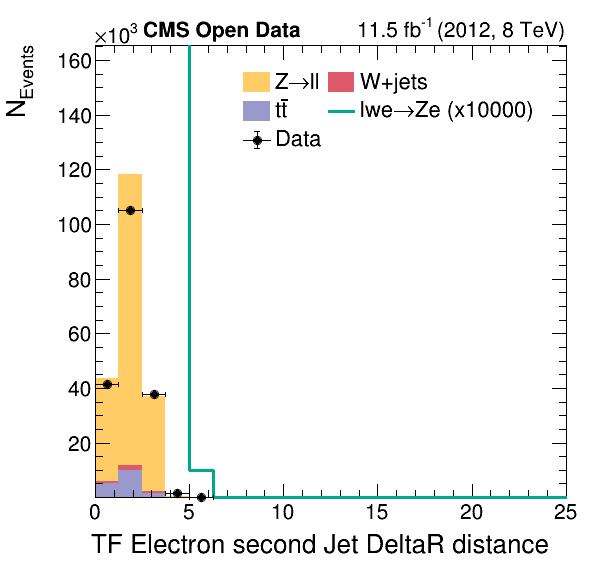 ×10³ CMS Open Data 11.5 fb⁻¹ (2012, 8 TeV)
N_Events
160
140
120
100
80
60
40
20
Z→ll W+jets
tt̄ lwe→Ze (x10000)
Data
0 5 10 15 20 25
TF Electron second Jet DeltaR distance